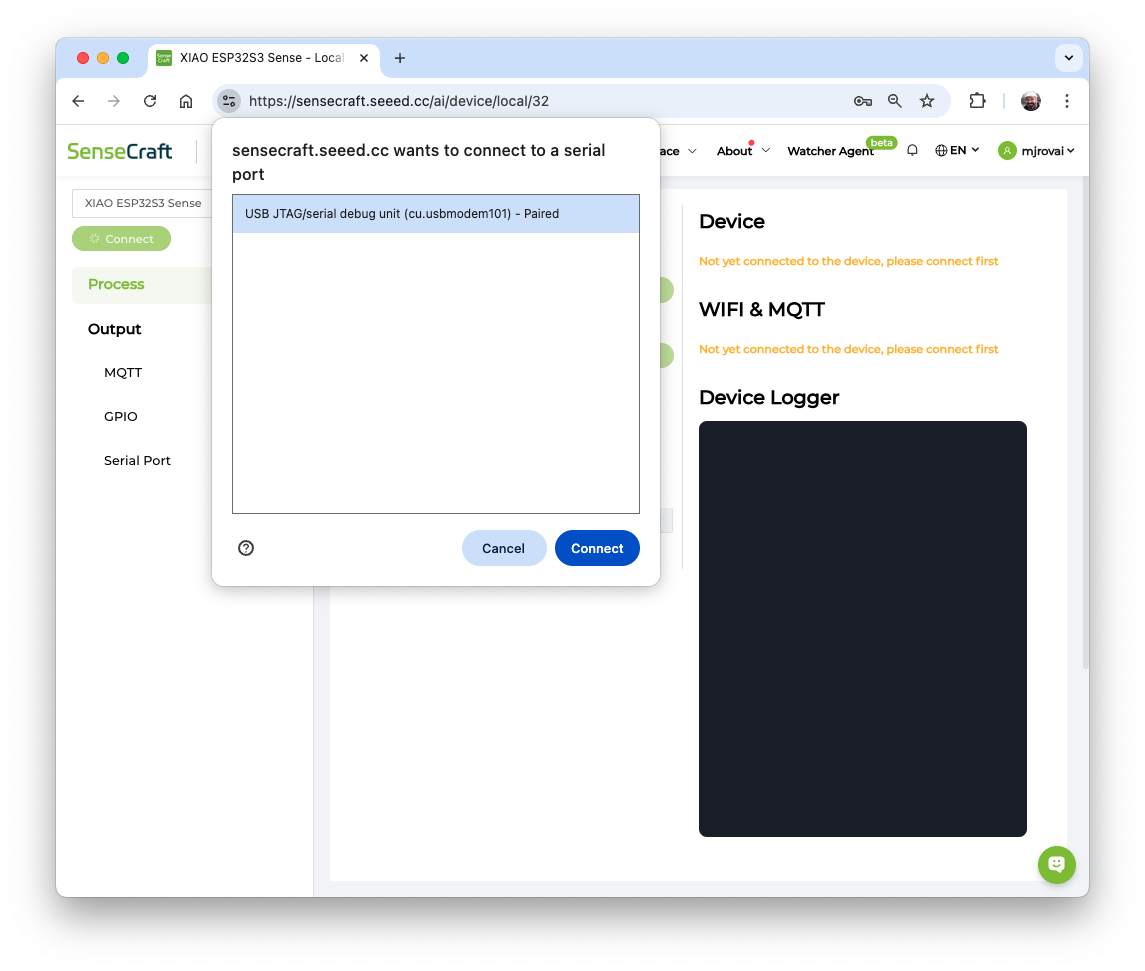 XIAO ESP32S3 Sense - Local
https://sensecraft.seeed.cc/ai/device/local/32
sensecraft.seeed.cc wants to connect to a serial
port
USB JTAG/serial debug unit (cu.usbmodem101) - Paired
Cancel
Connect
SenseCraft
About
Watcher Agent
beta
EN
mjrovai
XIAO ESP32S3 Sense
Connect
Process
Output
MQTT
GPIO
Serial Port
Device
Not yet connected to the device, please connect first
WIFI & MQTT
Not yet connected to the device, please connect first
Device Logger